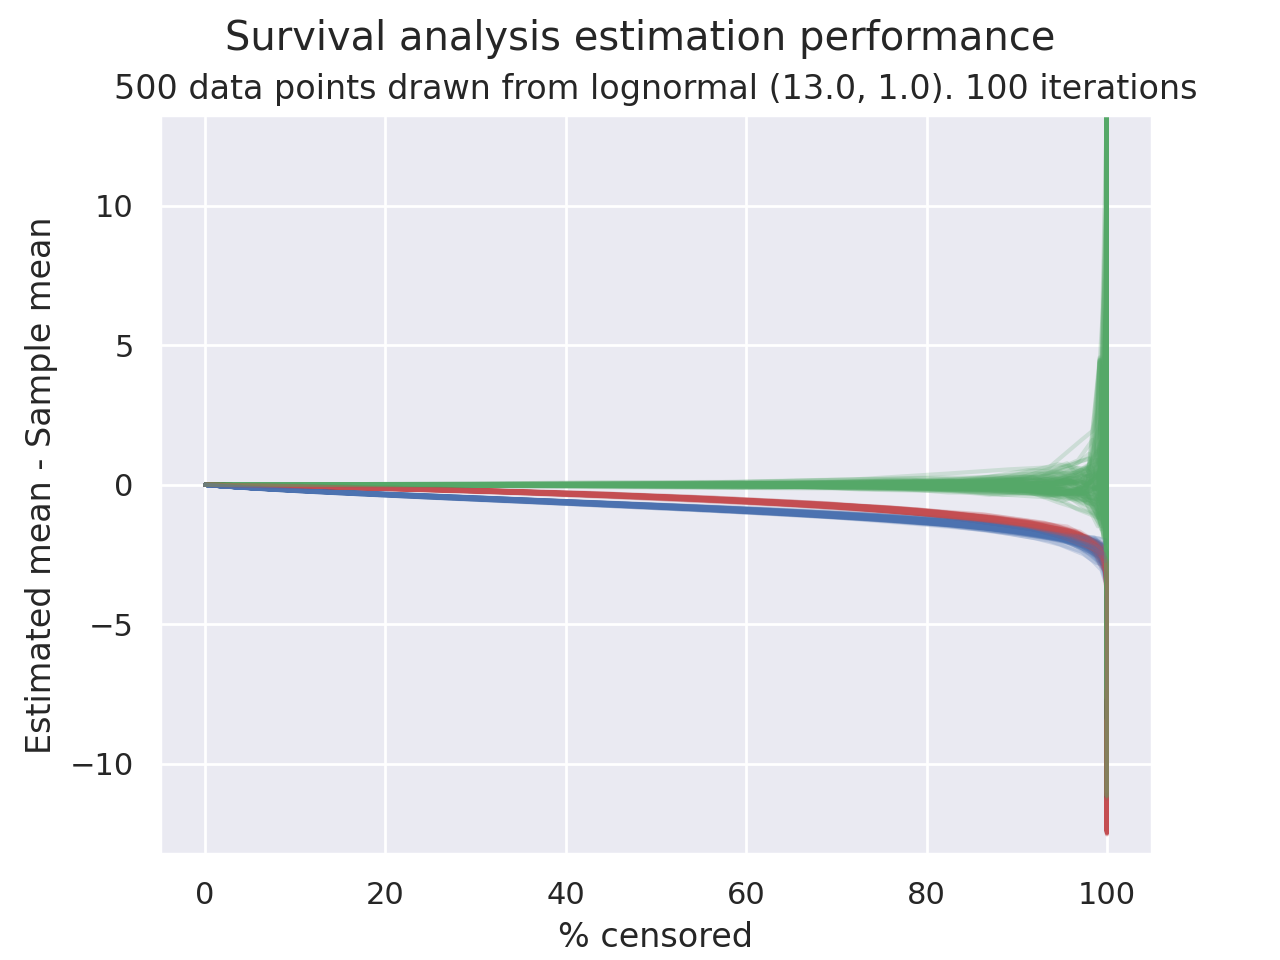 Survival analysis estimation performance
500 data points drawn from lognormal (13.0, 1.0). 100 iterations
Estimated mean - Sample mean
10
5
0
−5
−10
0 20 40 60 80 100
% censored